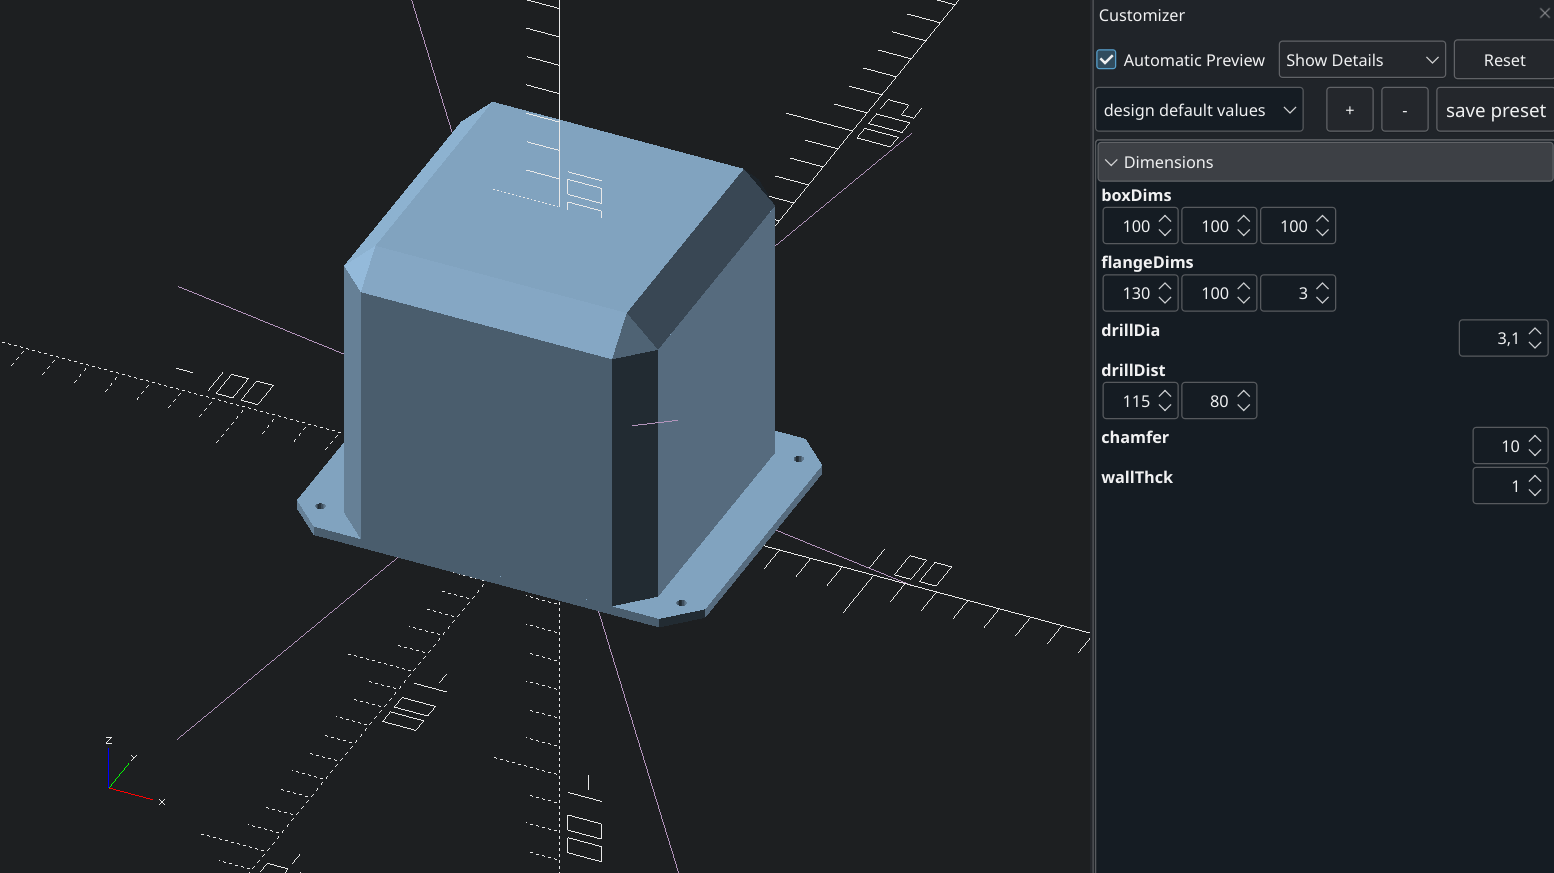 Customizer
Automatic Preview Show Details Reset
design default values + - save preset
Dimensions
boxDims
100 100 100
flangeDims
130 100 3
drillDia
3,1
drillDist
115 80
chamfer
10
wallThck
1
Z
Y
X